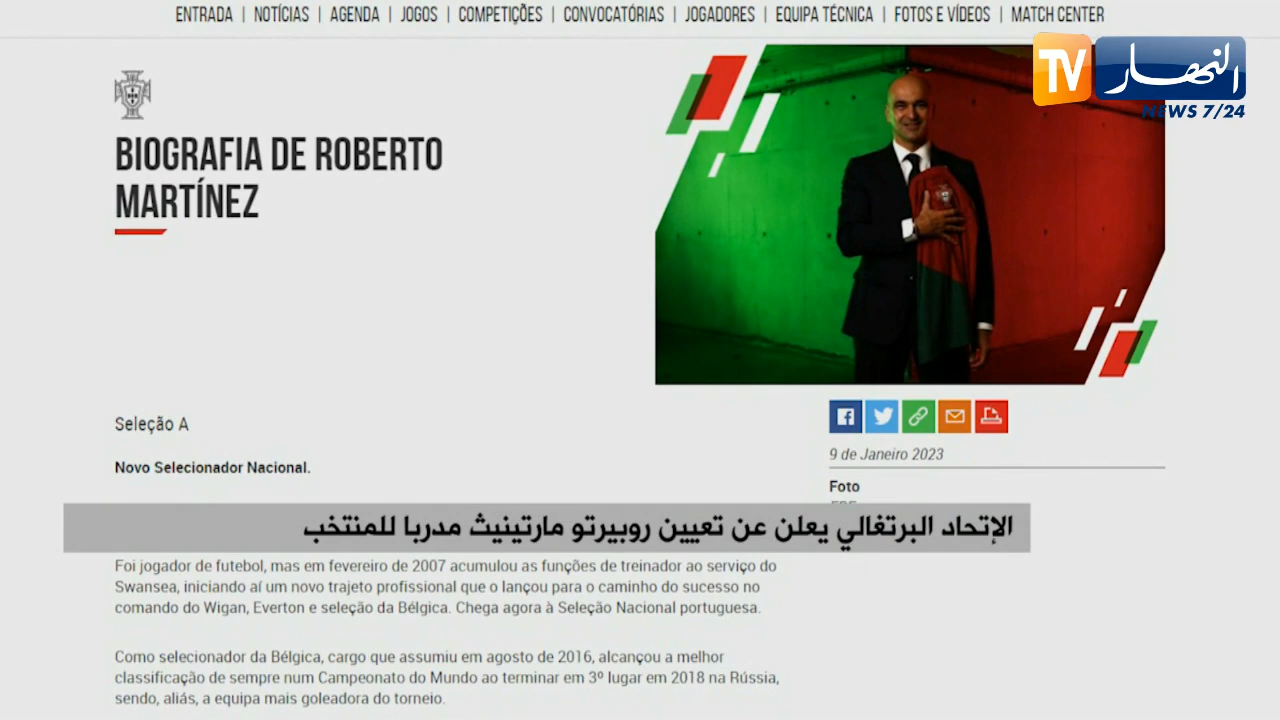 ENTRADA | NOTÍCIAS | AGENDA | JOGOS | COMPETIÇÕES | CONVOCATÓRIAS | JOGADORES | EQUIPA TÉCNICA | FOTOS E VÍDEOS | MATCH CENTER
TV النهار
NEWS 7/24
BIOGRAFIA DE ROBERTO
MARTÍNEZ
Seleção A
9 de Janeiro 2023
Novo Selecionador Nacional.
Foto
الإتحاد البرتغالي يعلن عن تعيين روبيرتو مارتينيث مدربا للمنتخب
Foi jogador de futebol, mas em fevereiro de 2007 acumulou as funções de treinador ao serviço do
Swansea, iniciando aí um novo trajeto profissional que o lançou para o caminho do sucesso no
comando do Wigan, Everton e seleção da Bélgica. Chega agora à Seleção Nacional portuguesa.
Como selecionador da Bélgica, cargo que assumiu em agosto de 2016, alcançou a melhor
classificação de sempre num Campeonato do Mundo ao terminar em 3º lugar em 2018 na Rússia,
sendo, aliás, a equipa mais goleadora do torneio.